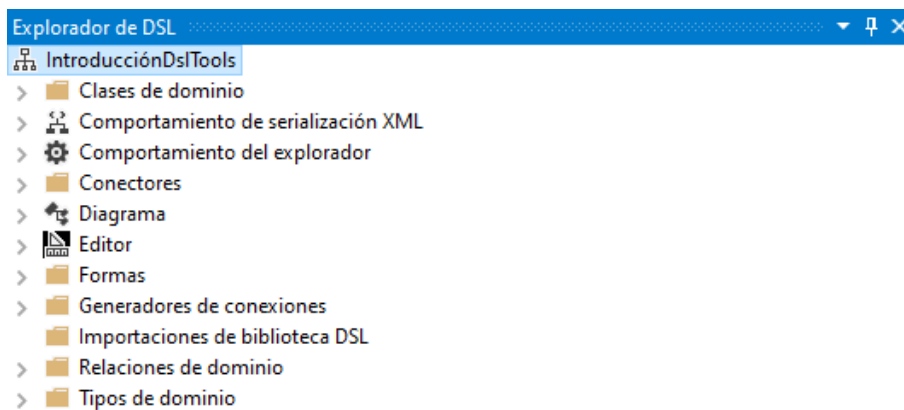 Explorador de DSL
IntroducciónDslTools
Clases de dominio
Comportamiento de serialización XML
Comportamiento del explorador
Conectores
Diagrama
Editor
Formas
Generadores de conexiones
Importaciones de biblioteca DSL
Relaciones de dominio
Tipos de dominio